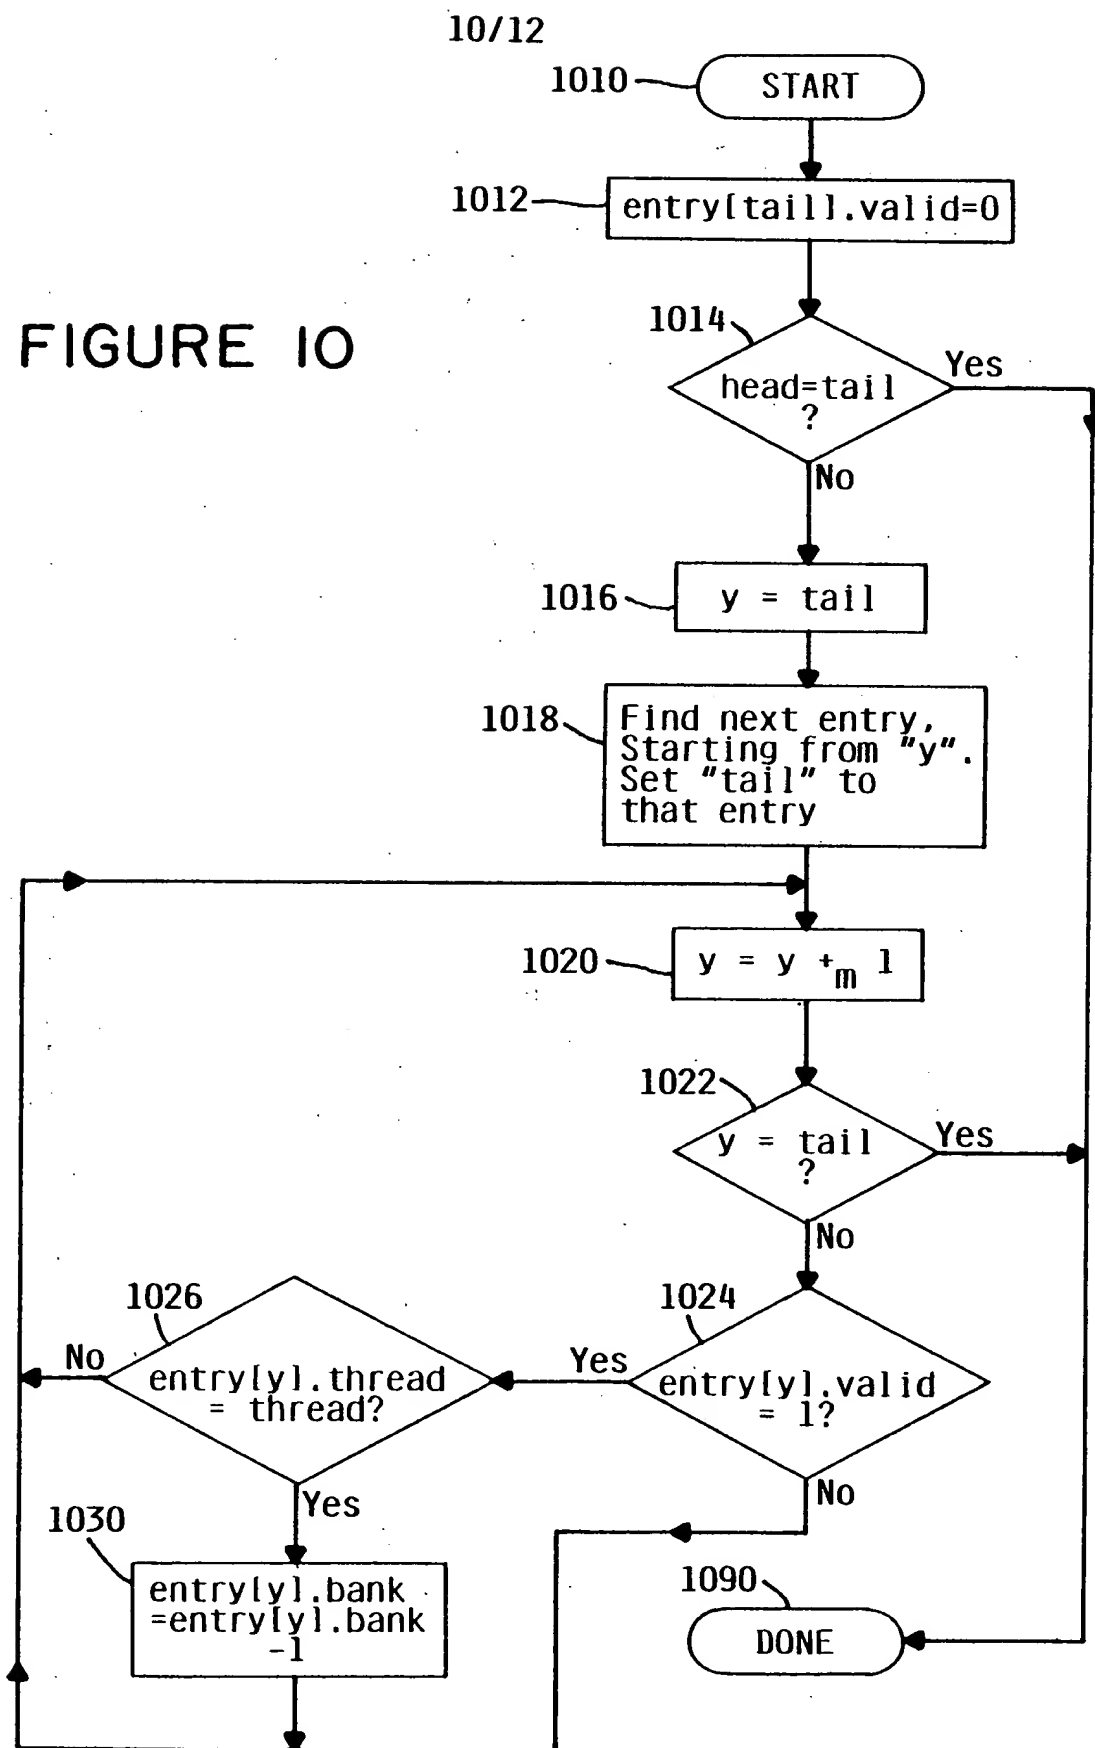 10/12
1010
START
1012
entry[tail].valid=0
FIGURE 10
1014
head=tail
?
Yes
No
1016
y = tail
1018
Find next entry,
Starting from "y".
Set "tail" to
that entry
1020
y = y +m 1
1022
y = tail
?
Yes
No
1026
entry[y].thread
= thread?
No
Yes
1024
entry[y].valid
= 1?
Yes
No
1030
entry[y].bank
=entry[y].bank
-1
1090
DONE